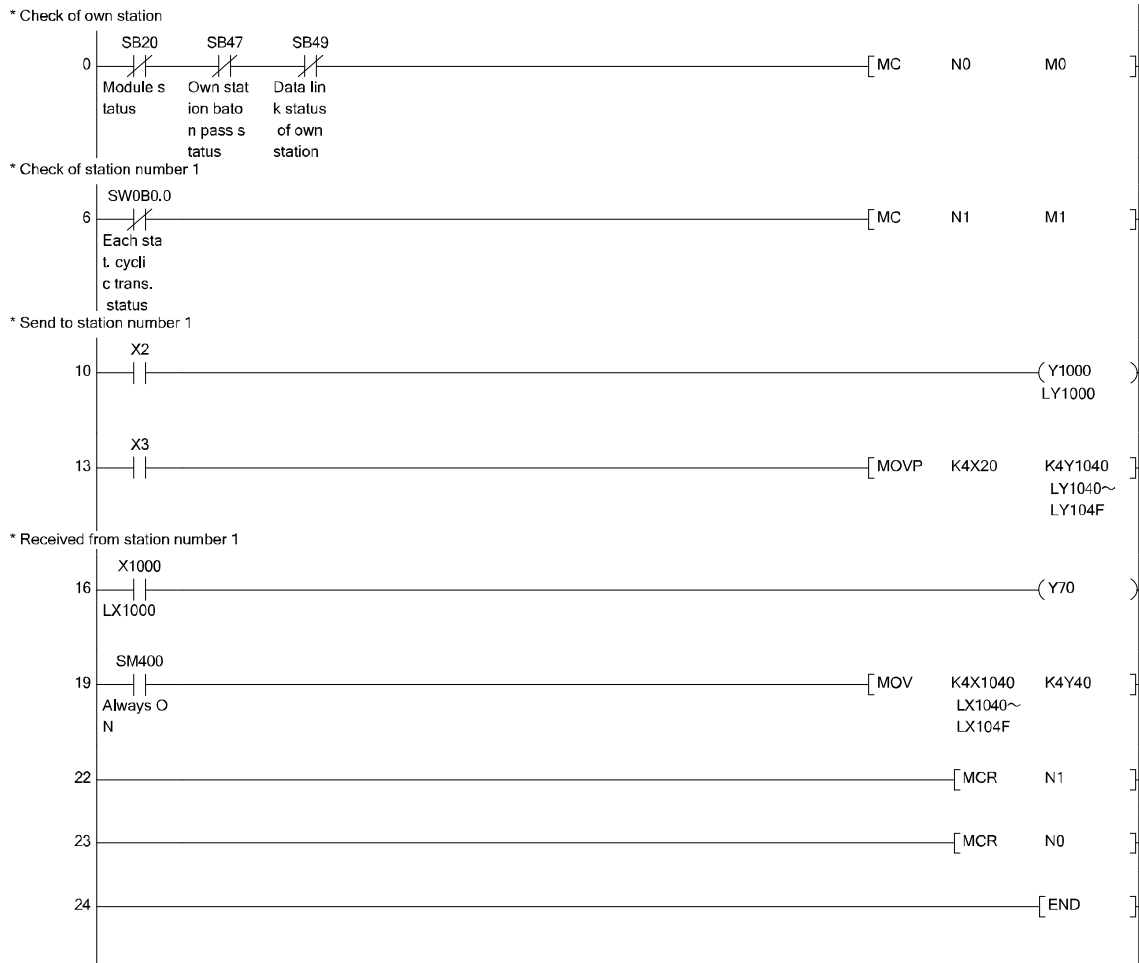 * Check of own station
SB20 SB47 SB49
0 MC N0 M0
Module s Own stat Data lin
tatus ion bato k status
n pass s of own
tatus station
* Check of station number 1
SW0B0.0
6 MC N1 M1
Each sta
t. cycli
c trans.
status
* Send to station number 1
X2
10 Y1000
LY1000
X3
13 MOVP K4X20 K4Y1040
LY1040～
LY104F
* Received from station number 1
X1000
16 Y70
LX1000
SM400
19 MOV K4X1040 K4Y40
Always O LX1040～
N LX104F
22 MCR N1
23 MCR N0
24 END